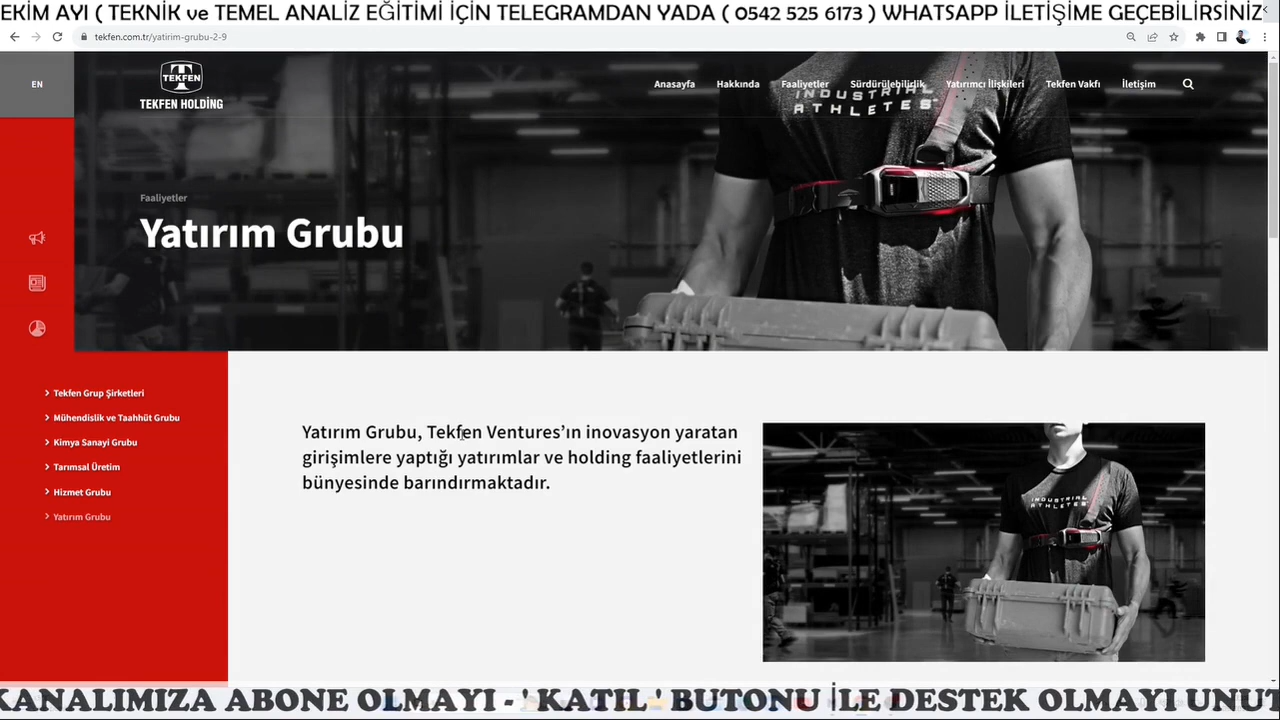 EKİM AYI ( TEKNİK ve TEMEL ANALİZ EĞİTİMİ İÇİN TELEGRAMDAN YADA ( 0542 525 6173 ) WHATSAPP İLETİŞİME GEÇEBİLİRSİNİZ
tekfen.com.tr/yatirim-grubu-2-9
EN
TEKFEN
TEKFEN HOLDİNG
Anasayfa
Hakkında
Faaliyetler
Sürdürülebilirlik
Yatırımcı İlişkileri
Tekfen Vakfı
İletişim
INDUSTRIAL
ATHLETES
Faaliyetler
Yatırım Grubu
Tekfen Grup Şirketleri
Mühendislik ve Taahhüt Grubu
Kimya Sanayi Grubu
Tarımsal Üretim
Hizmet Grubu
Yatırım Grubu
Yatırım Grubu, Tekfen Ventures’ın inovasyon yaratan
girişimlere yaptığı yatırımlar ve holding faaliyetlerini
bünyesinde barındırmaktadır.
INDUSTRIAL
ATHLETES
KANALIMIZA ABONE OLMAYI - ' KATIL ' BUTONU İLE DESTEK OLMAYI UNUT